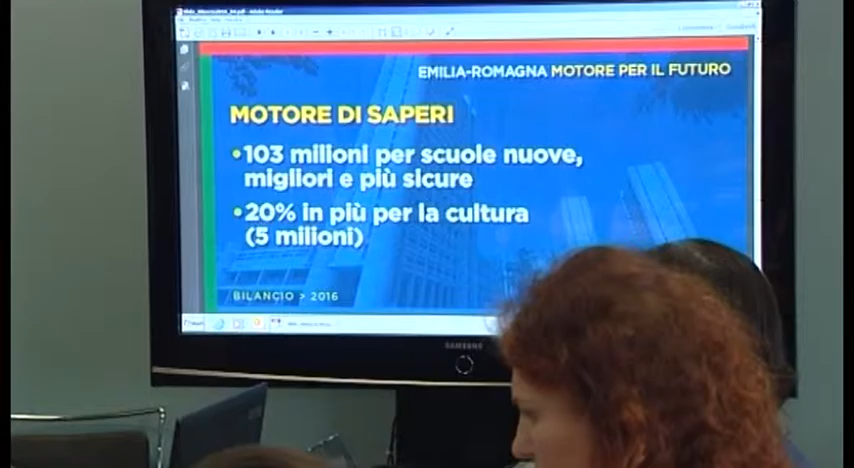 EMILIA-ROMAGNA MOTORE PER IL FUTURO
MOTORE DI SAPERI
•103 milioni per scuole nuove,
migliori e più sicure
•20% in più per la cultura
(5 milioni)
BILANCIO > 2016
SAMSUNG